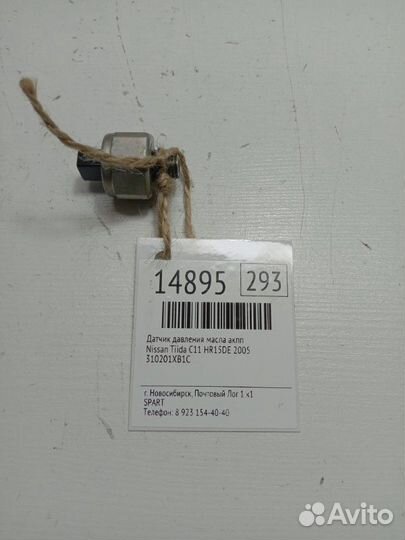 14895 293
Датчик давления масла акпп
Nissan Tiida C11 HR15DE 2005
310201XB1C
г. Новосибирск, Почтовый Лог 1 к1
SPART
Телефон: 8 923 154-40-40
Avito